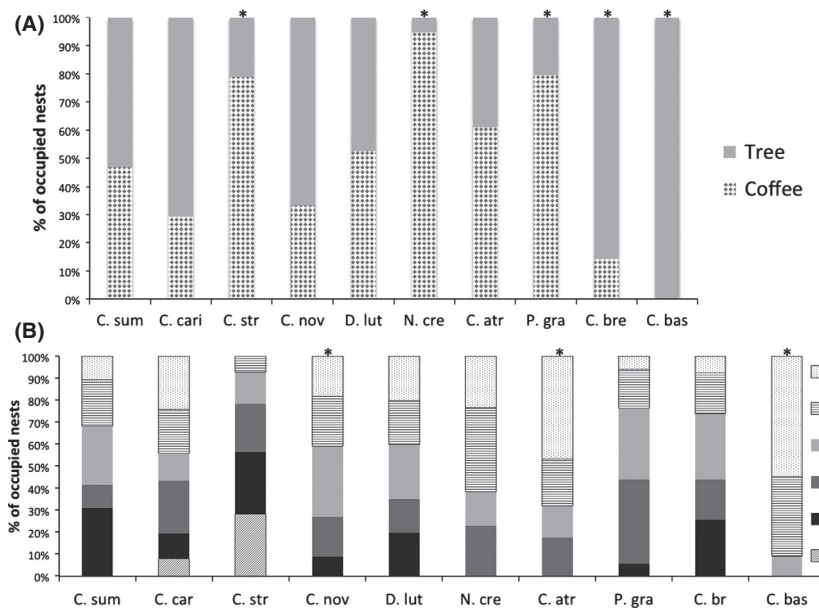 (A)
* * * * *
100%
90%
80%
70%
60%
50%
40%
30%
20%
10%
0%
% of occupied nests
C. sum C. cari C. str C. nov D. lut N. cre C. atr P. gra C. bre C. bas
Tree
Coffee
(B)
* * *
100%
90%
80%
70%
60%
50%
40%
30%
20%
10%
0%
% of occupied nests
C. sum C. car C. str C. nov D. lut N. cre C. atr P. gra C. br C. bas